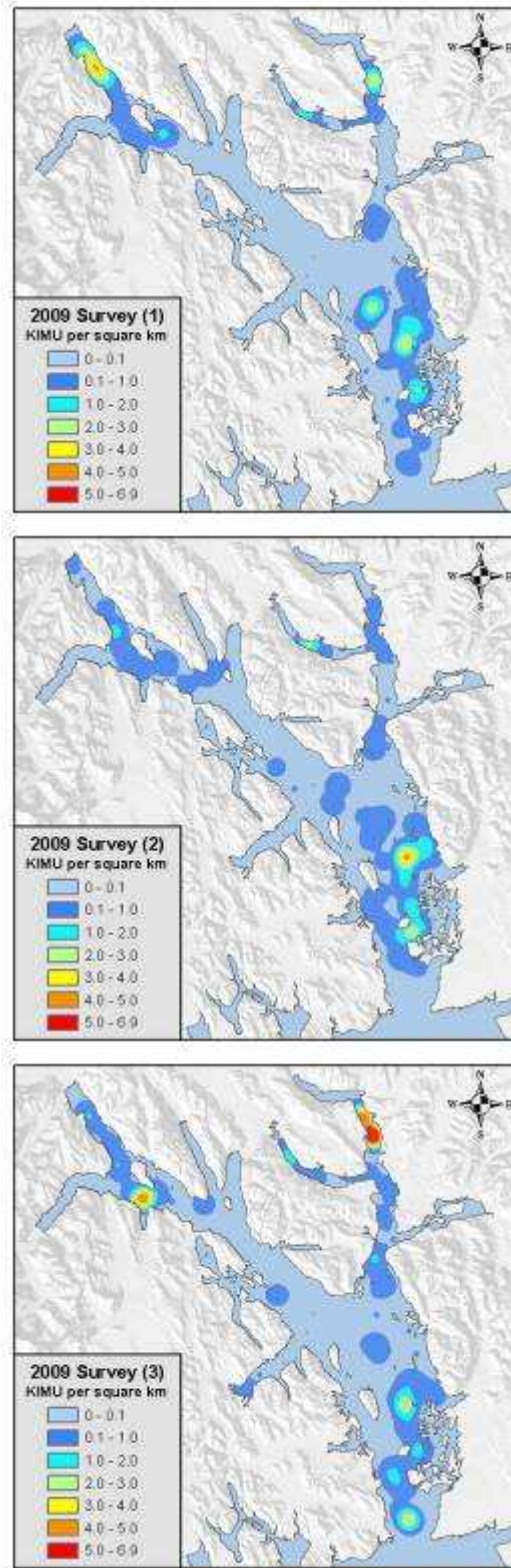 N
W E
S
2009 Survey (1)
KIMU per square km
0 - 0.1
0.1 - 1.0
1.0 - 2.0
2.0 - 3.0
3.0 - 4.0
4.0 - 5.0
5.0 - 6.9
N
W E
S
2009 Survey (2)
KIMU per square km
0 - 0.1
0.1 - 1.0
1.0 - 2.0
2.0 - 3.0
3.0 - 4.0
4.0 - 5.0
5.0 - 6.9
N
W E
S
2009 Survey (3)
KIMU per square km
0 - 0.1
0.1 - 1.0
1.0 - 2.0
2.0 - 3.0
3.0 - 4.0
4.0 - 5.0
5.0 - 6.9